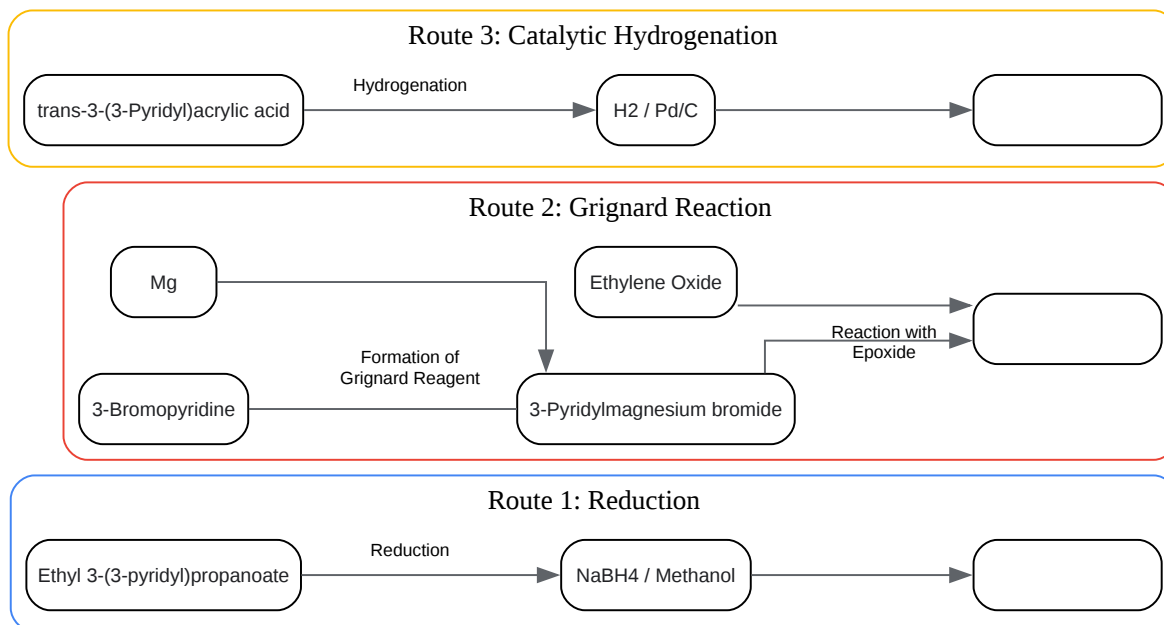 Route 3: Catalytic Hydrogenation
trans-3-(3-Pyridyl)acrylic acid
Hydrogenation
H2 / Pd/C
Route 2: Grignard Reaction
Mg
Ethylene Oxide
Reaction with
Epoxide
Formation of
Grignard Reagent
3-Bromopyridine
3-Pyridylmagnesium bromide
Route 1: Reduction
Ethyl 3-(3-pyridyl)propanoate
Reduction
NaBH4 / Methanol